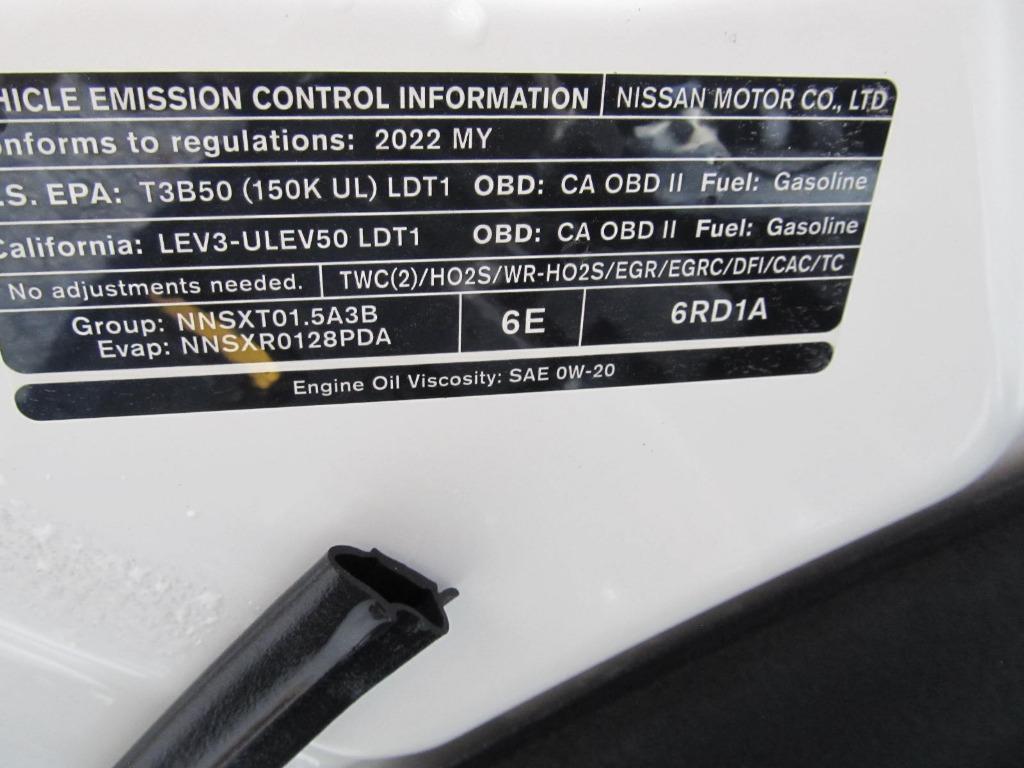 HICLE EMISSION CONTROL INFORMATION NISSAN MOTOR CO., LTD
onforms to regulations: 2022 MY
.S. EPA: T3B50 (150K UL) LDT1 OBD: CA OBD II Fuel: Gasoline
California: LEV3-ULEV50 LDT1 OBD: CA OBD II Fuel: Gasoline
No adjustments needed. TWC(2)/HO2S/WR-HO2S/EGR/EGRC/DFI/CAC/TC
Group: NNSXT01.5A3B
Evap: NNSXR0128PDA
6E
6RD1A
Engine Oil Viscosity: SAE 0W-20